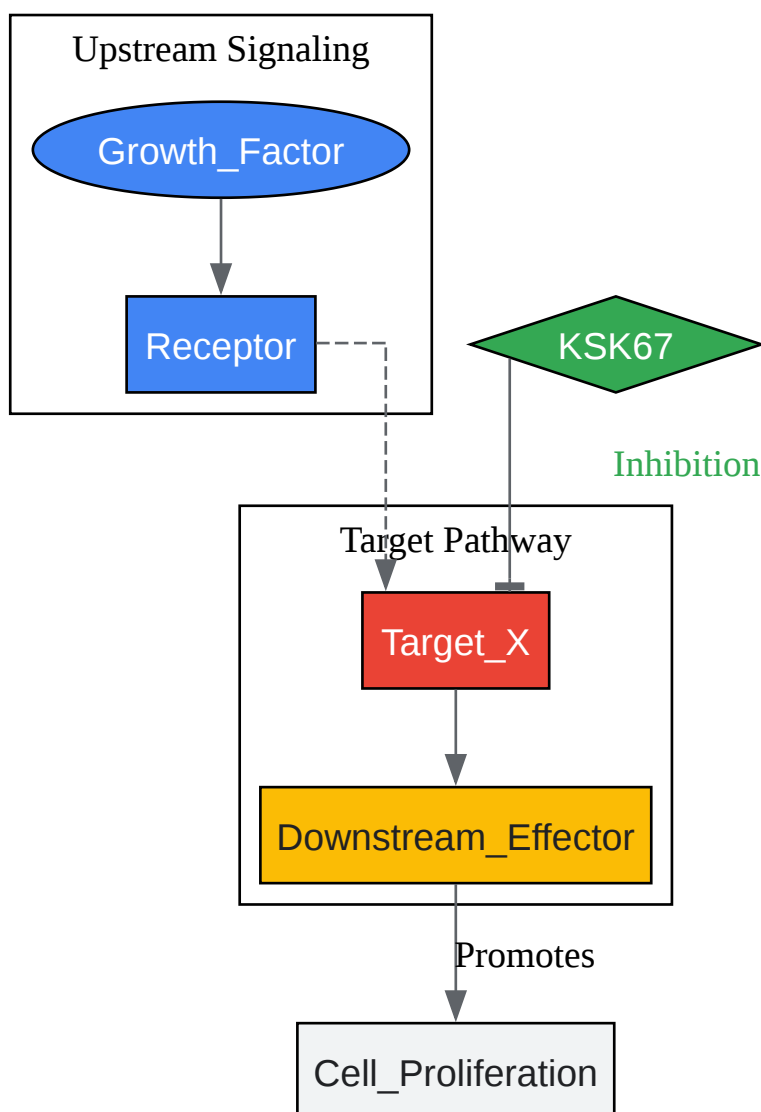 Upstream Signaling
Growth_Factor
Receptor
KSK67
Inhibition
Target Pathway
Target_X
Downstream_Effector
Promotes
Cell_Proliferation